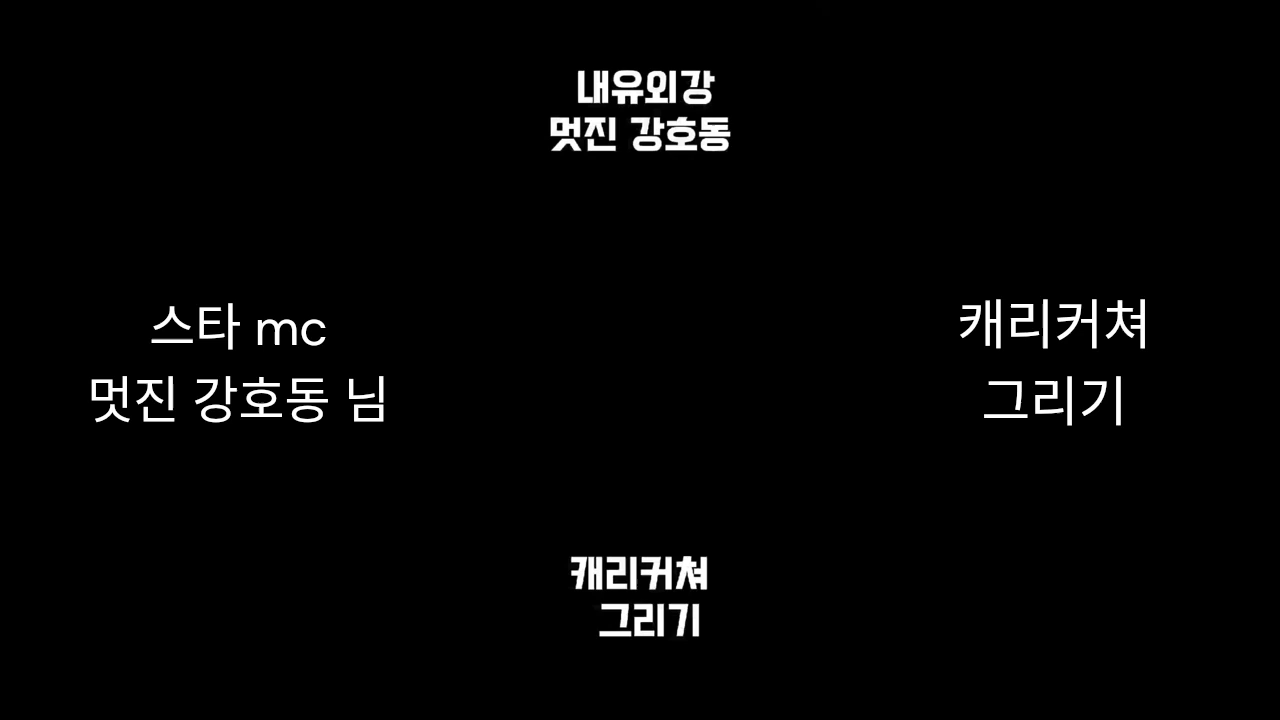 내유외강
멋진 강호동
스타 mc
멋진 강호동 님
캐리커쳐
그리기
캐리커쳐
그리기